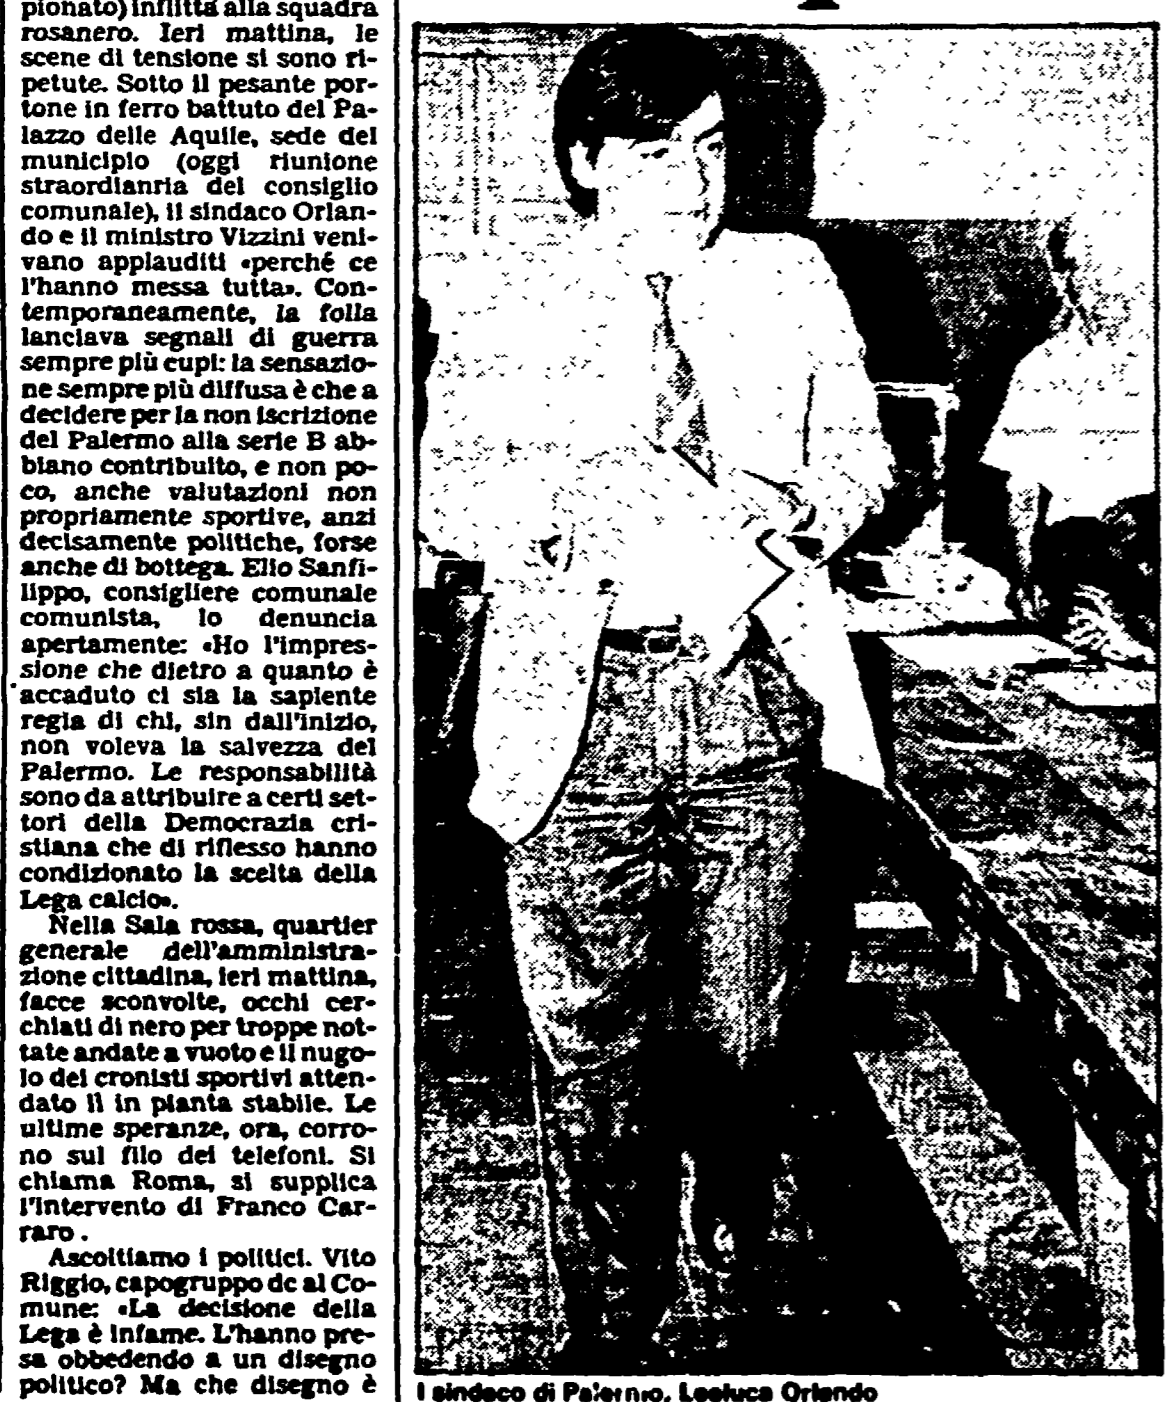 pionato) inflitta alla squadra
rosanero. Ieri mattina, le
scene di tensione si sono ri-
petute. Sotto il pesante por-
tone in ferro battuto del Pa-
lazzo delle Aquile, sede del
municipio (oggi riunione
straordianria del consiglio
comunale), il sindaco Orlan-
do e il ministro Vizzini veni-
vano applauditi «perché ce
l'hanno messa tutta». Con-
temporaneamente, la folla
lanciava segnali di guerra
sempre più cupi: la sensazio-
ne sempre più diffusa è che a
decidere per la non iscrizione
del Palermo alla serie B ab-
biano contribuito, e non po-
co, anche valutazioni non
propriamente sportive, anzi
decisamente politiche, forse
anche di bottega. Elio Sanfi-
lippo, consigliere comunale
comunista, lo denuncia
apertamente: «Ho l'impres-
sione che dietro a quanto è
accaduto ci sia la sapiente
regia di chi, sin dall'inizio,
non voleva la salvezza del
Palermo. Le responsabilità
sono da attribuire a certi set-
tori della Democrazia cri-
stiana che di riflesso hanno
condizionato la scelta della
Lega calcio».
Nella Sala rossa, quartier
generale dell'amministra-
zione cittadina, ieri mattina,
facce sconvolte, occhi cer-
chiati di nero per troppe not-
tate andate a vuoto e il nugo-
lo dei cronisti sportivi atten-
dato lì in pianta stabile. Le
ultime speranze, ora, corro-
no sul filo dei telefoni. Si
chiama Roma, si supplica
l'intervento di Franco Car-
raro.
Ascoltiamo i politici. Vito
Riggio, capogruppo dc al Co-
mune: «La decisione della
Lega è infame. L'hanno pre-
sa obbedendo a un disegno
politico? Ma che disegno è
I sindaco di Palermo, Leoluca Orlando